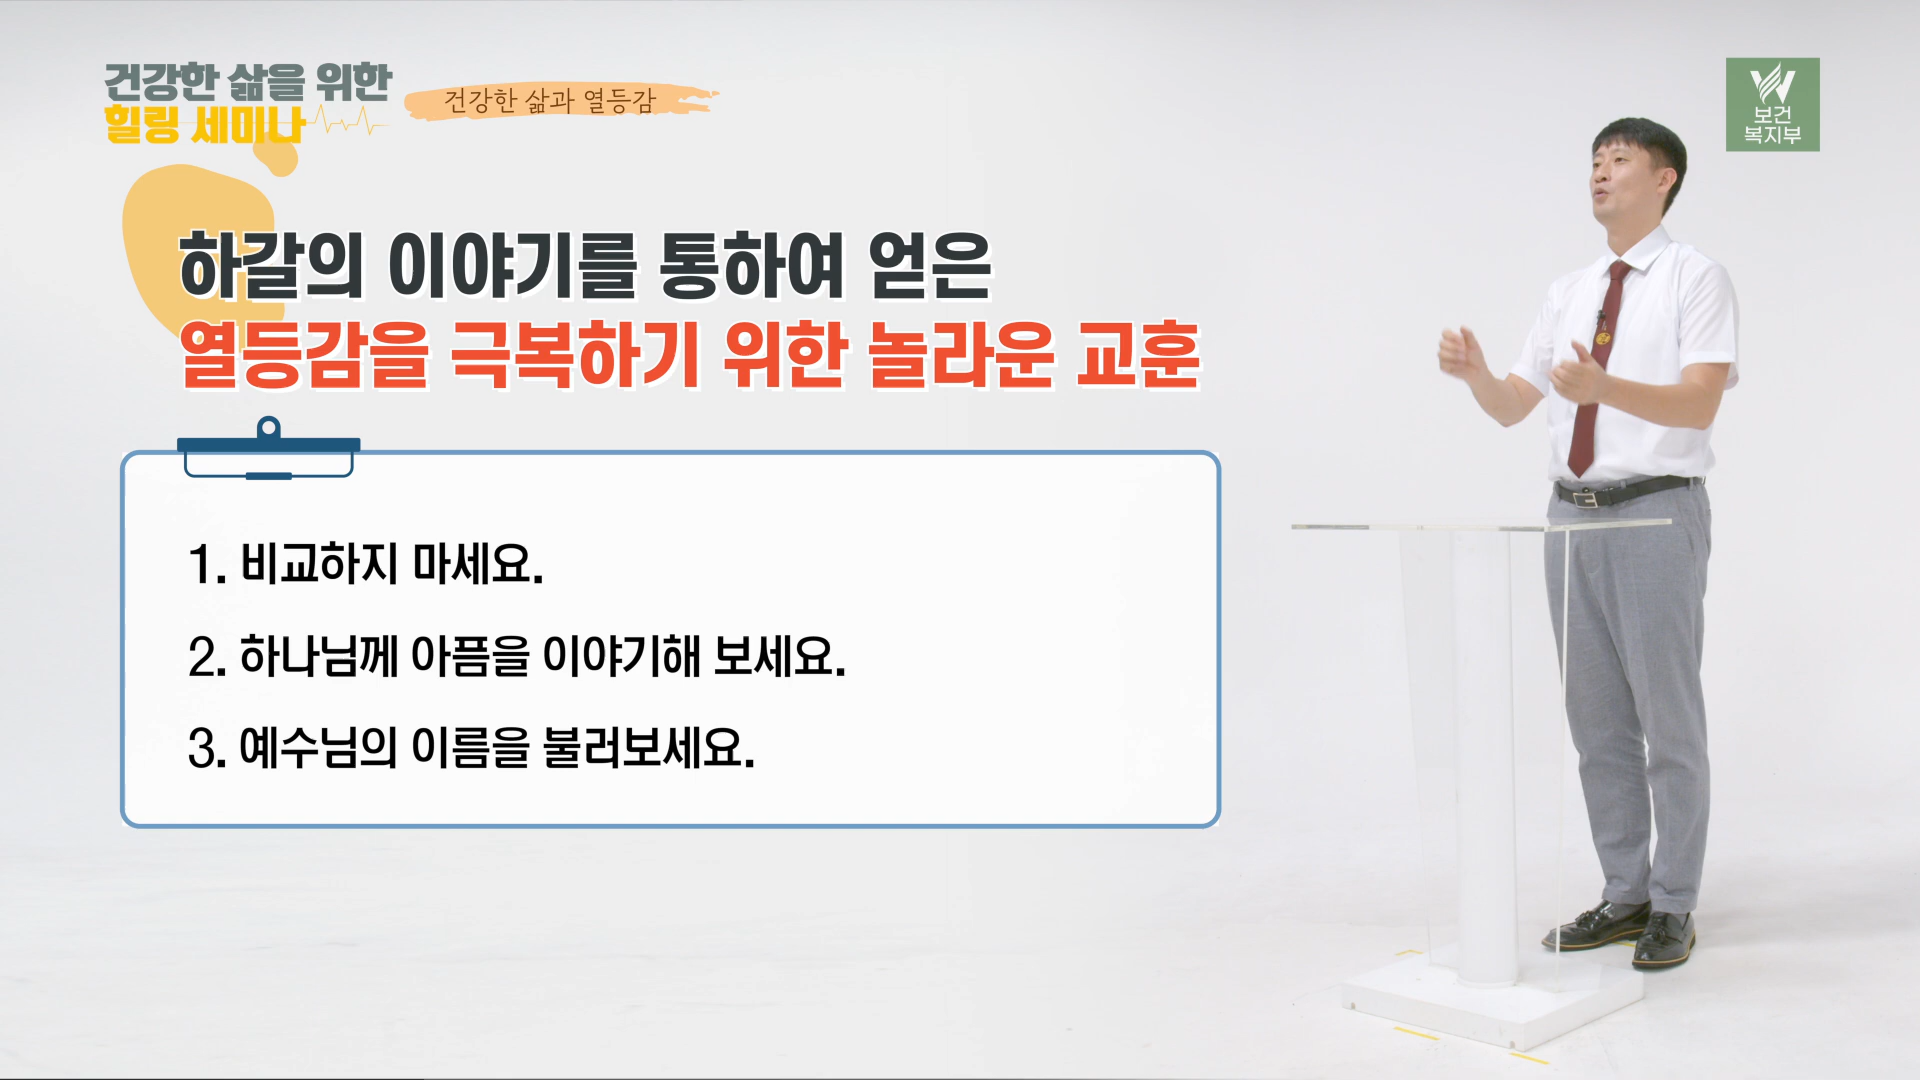 건강한 삶을 위한
힐링 세미나
건강한 삶과 열등감
보건
복지부
하갈의 이야기를 통하여 얻은
열등감을 극복하기 위한 놀라운 교훈
1. 비교하지 마세요.
2. 하나님께 아픔을 이야기해 보세요.
3. 예수님의 이름을 불러보세요.